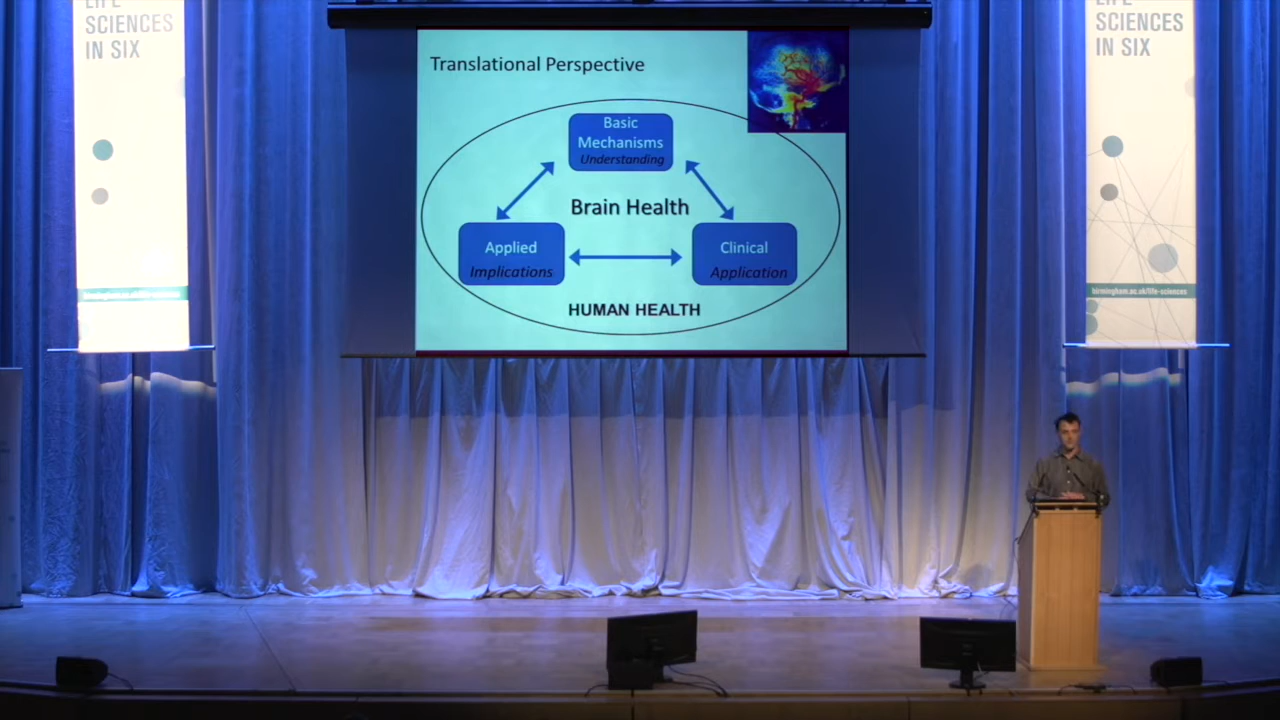 LIFE
SCIENCES
IN SIX
Translational Perspective
Basic
Mechanisms
Understanding
Brain Health
Applied
Implications
Clinical
Application
HUMAN HEALTH
LIFE
SCIENCES
IN SIX
birmingham.ac.uk/life-sciences